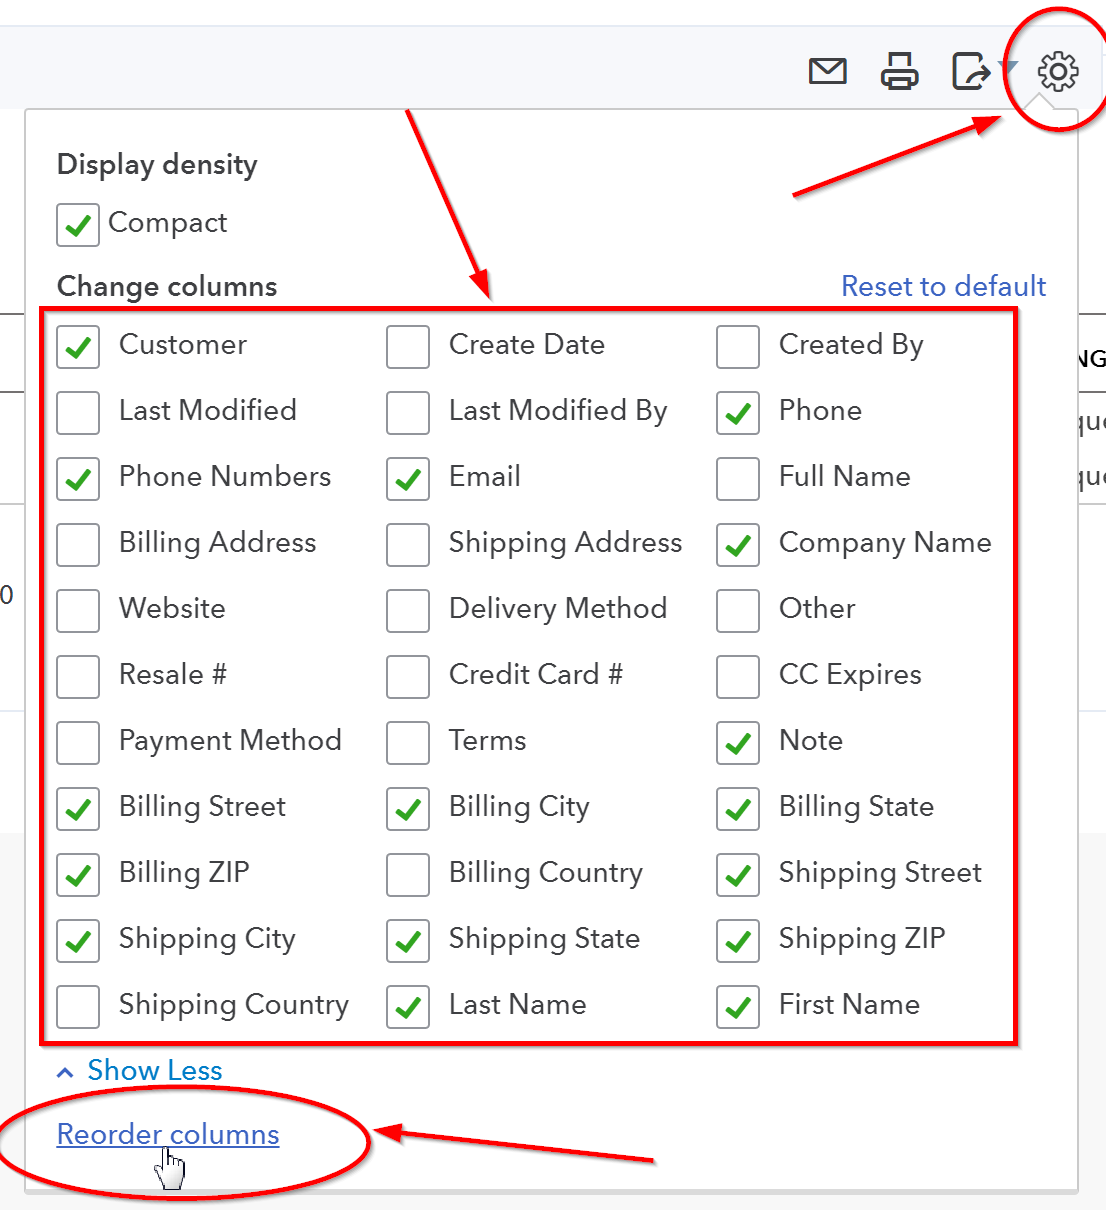 Display density
Compact
Change columns Reset to default
Customer Create Date Created By
Last Modified Last Modified By Phone
Phone Numbers Email Full Name
Billing Address Shipping Address Company Name
Website Delivery Method Other
0
Resale # Credit Card # CC Expires
Payment Method Terms Note
Billing Street Billing City Billing State
Billing ZIP Billing Country Shipping Street
Shipping City Shipping State Shipping ZIP
Shipping Country Last Name First Name
Show Less
Reorder columns